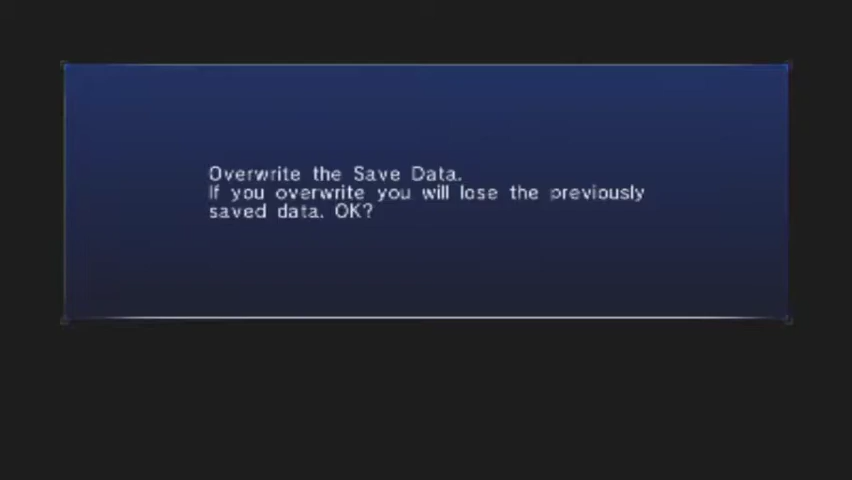 Overwrite the Save Data.
If you overwrite you will lose the previously
saved data. OK?